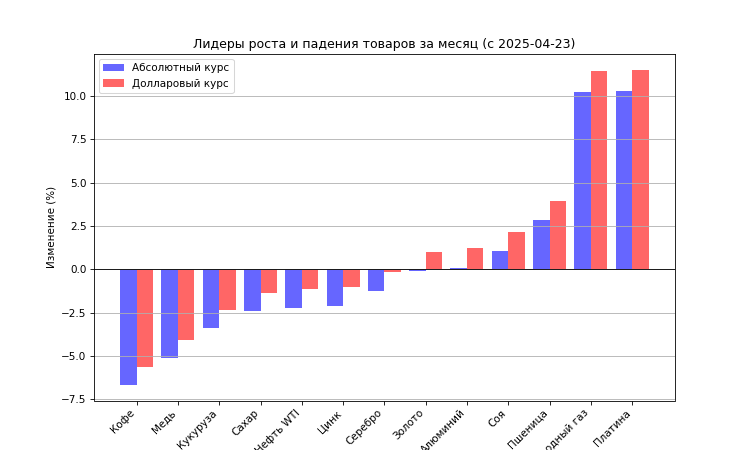 Лидеры роста и падения товаров за месяц (с 2025-04-23)
Абсолютный курс
Долларовый курс
Изменение (%)
10.0
7.5
5.0
2.5
0.0
−2.5
−5.0
−7.5
Кофе
Медь
Кукуруза
Сахар
Нефть WTI
Цинк
Серебро
Золото
Алюминий
Соя
Пшеница
одный газ
Платина